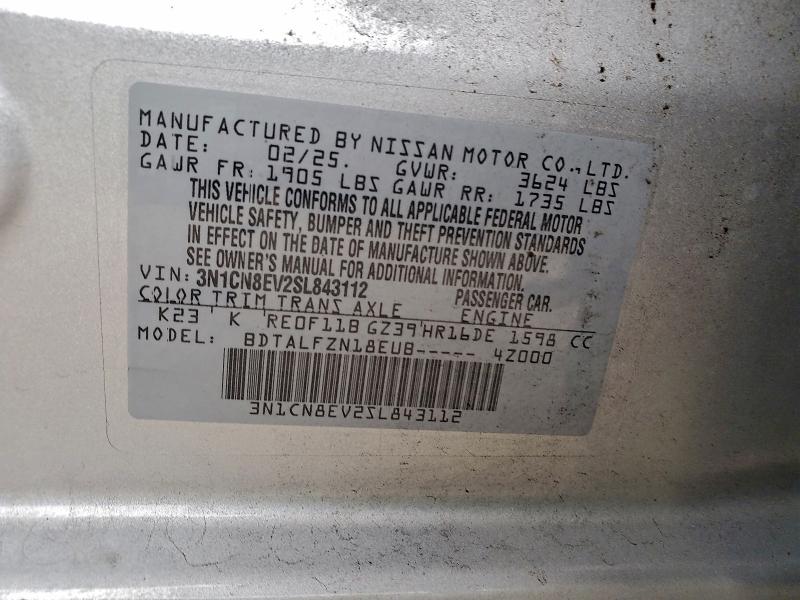 MANUFACTURED BY NISSAN MOTOR CO., LTD.
DATE: 02/25. GVWR: 3624 LBS
GAWR FR: 1905 LBS GAWR RR: 1735 LBS
THIS VEHICLE CONFORMS TO ALL APPLICABLE FEDERAL MOTOR
VEHICLE SAFETY, BUMPER AND THEFT PREVENTION STANDARDS
IN EFFECT ON THE DATE OF MANUFACTURE SHOWN ABOVE.
SEE OWNER'S MANUAL FOR ADDITIONAL INFORMATION.
VIN: 3N1CN8EV2SL843112 PASSENGER CAR.
COLOR TRIM TRANS AXLE ENGINE
K23 K RE0F11B GZ39 HR16DE 1598 CC
MODEL: BDTALFZN18EUB----- 4Z000
3N1CN8EV2SL843112